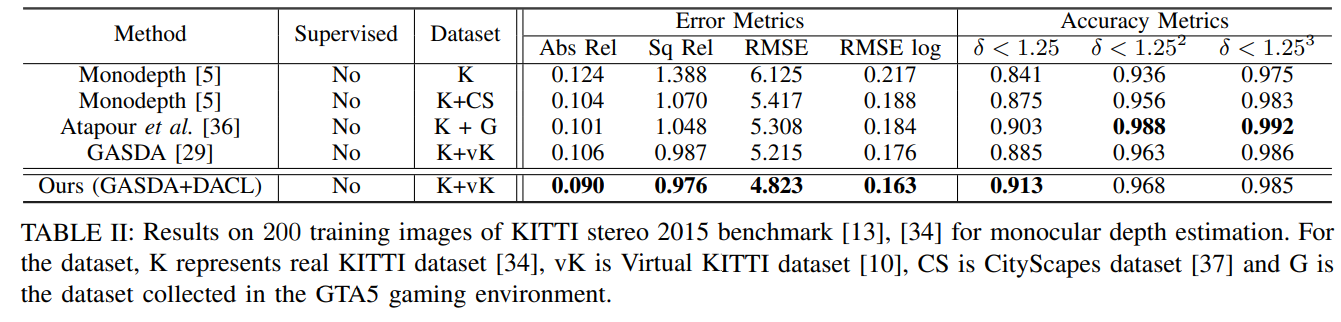 Method Supervised Dataset Error Metrics Accuracy Metrics
Abs Rel Sq Rel RMSE RMSE log δ < 1.25 δ < 1.25² δ < 1.25³
Monodepth [5] No K 0.124 1.388 6.125 0.217 0.841 0.936 0.975
Monodepth [5] No K+CS 0.104 1.070 5.417 0.188 0.875 0.956 0.983
Atapour et al. [36] No K + G 0.101 1.048 5.308 0.184 0.903 0.988 0.992
GASDA [29] No K+vK 0.106 0.987 5.215 0.176 0.885 0.963 0.986
Ours (GASDA+DACL) No K+vK 0.090 0.976 4.823 0.163 0.913 0.968 0.985
TABLE II: Results on 200 training images of KITTI stereo 2015 benchmark [13], [34] for monocular depth estimation. For
the dataset, K represents real KITTI dataset [34], vK is Virtual KITTI dataset [10], CS is CityScapes dataset [37] and G is
the dataset collected in the GTA5 gaming environment.